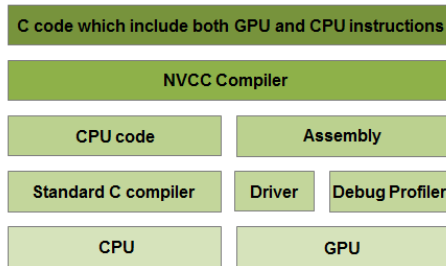 C code which include both GPU and CPU instructions
NVCC Compiler
CPU code Assembly
Standard C compiler Driver Debug Profiler
CPU GPU